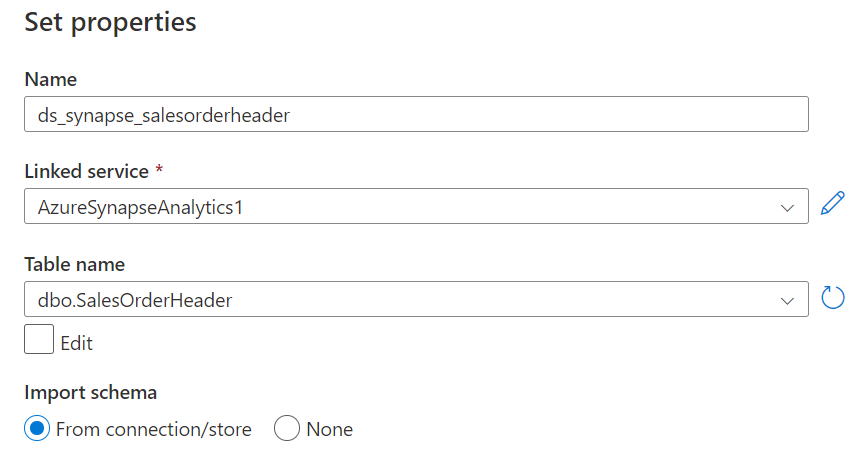 Set properties
Name
ds_synapse_salesorderheader
Linked service *
AzureSynapseAnalytics1
Table name
dbo.SalesOrderHeader
Edit
Import schema
From connection/store None